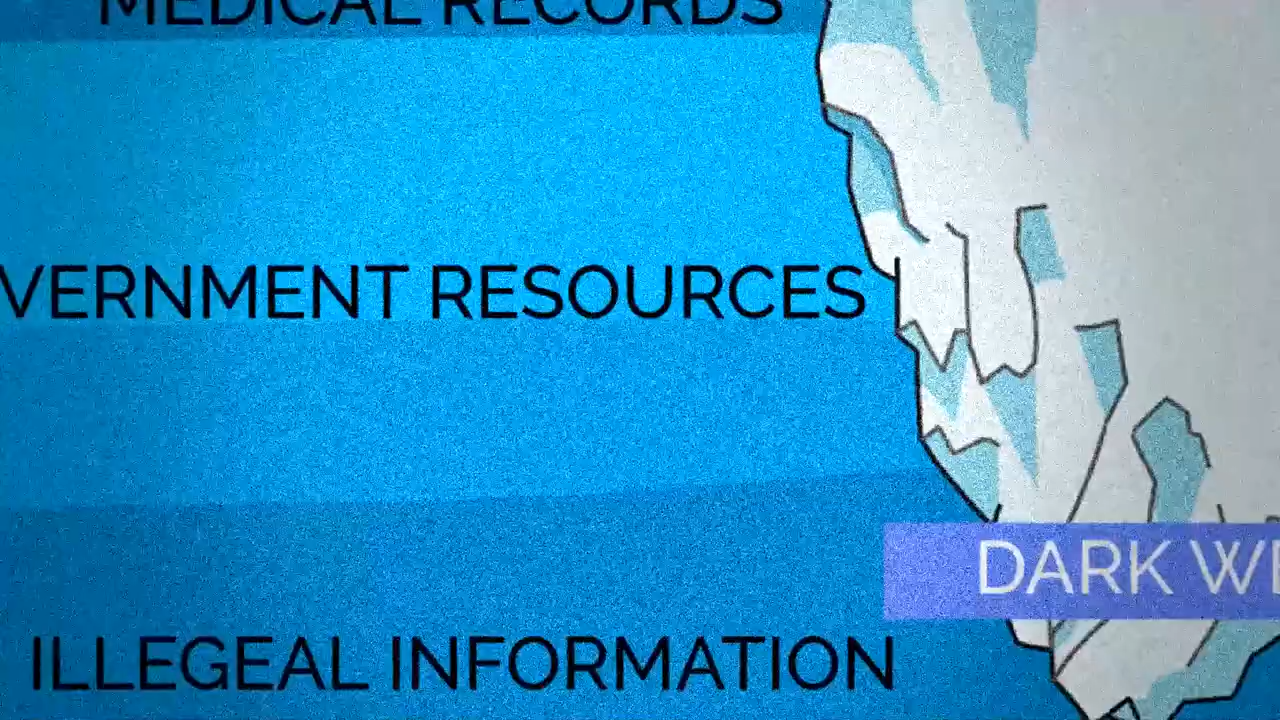 MEDICAL RECORDS
VERNMENT RESOURCES
DARK WE
ILLEGEAL INFORMATION